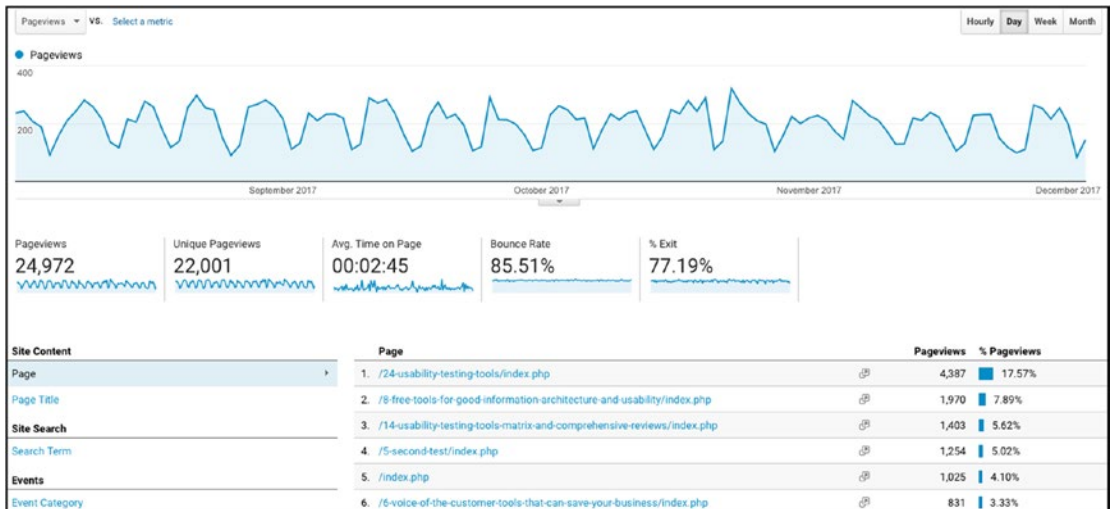 Pageviews VS. Select a metric Hourly Day Week Month
Pageviews
400
200
September 2017 October 2017 November 2017 December 2017
Pageviews Unique Pageviews Avg. Time on Page Bounce Rate % Exit
24,972 22,001 00:02:45 85.51% 77.19%
Site Content Page Pageviews % Pageviews
Page 1. /24-usability-testing-tools/index.php 4,387 17.57%
Page Title 2. /8-free-tools-for-good-information-architecture-and-usability/index.php 1,970 7.89%
Site Search 3. /14-usability-testing-tools-matrix-and-comprehensive-reviews/index.php 1,403 5.62%
Search Term 4. /5-second-test/index.php 1,254 5.02%
Events 5. /index.php 1,025 4.10%
Event Category 6. /6-voice-of-the-customer-tools-that-can-save-your-business/index.php 831 3.33%